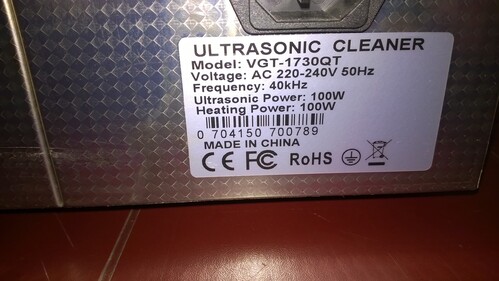 ULTRASONIC CLEANER
Model: VGT-1730QT
Voltage: AC 220-240V 50Hz
Frequency: 40kHz
Ultrasonic Power: 100W
Heating Power: 100W
0 704150 700789
MADE IN CHINA
CE FC RoHS